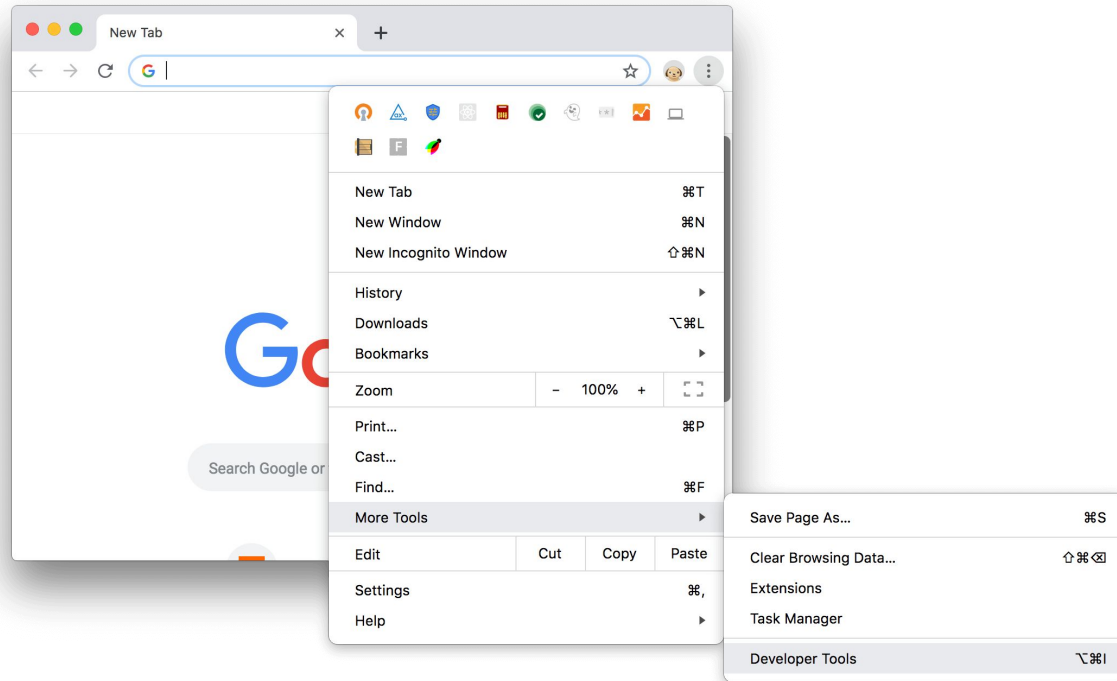 New Tab
New Tab ⌘T
New Window ⌘N
New Incognito Window ⇧⌘N
History
Downloads ⌥⌘L
Bookmarks
Zoom - 100% +
Print... ⌘P
Cast...
Find... ⌘F
More Tools
Edit Cut Copy Paste
Settings ⌘,
Help
Go
Search Google or
Save Page As... ⌘S
Clear Browsing Data... ⇧⌘⌫
Extensions
Task Manager
Developer Tools ⌥⌘I